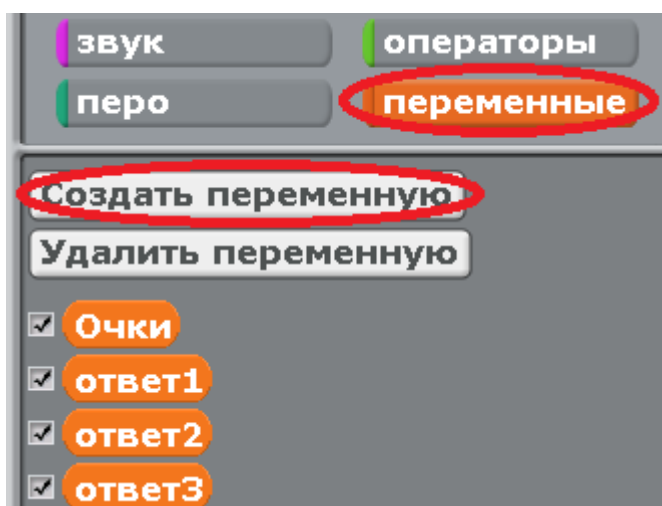 звук операторы
перо переменные
Создать переменную
Удалить переменную
Очки
ответ1
ответ2
ответ3